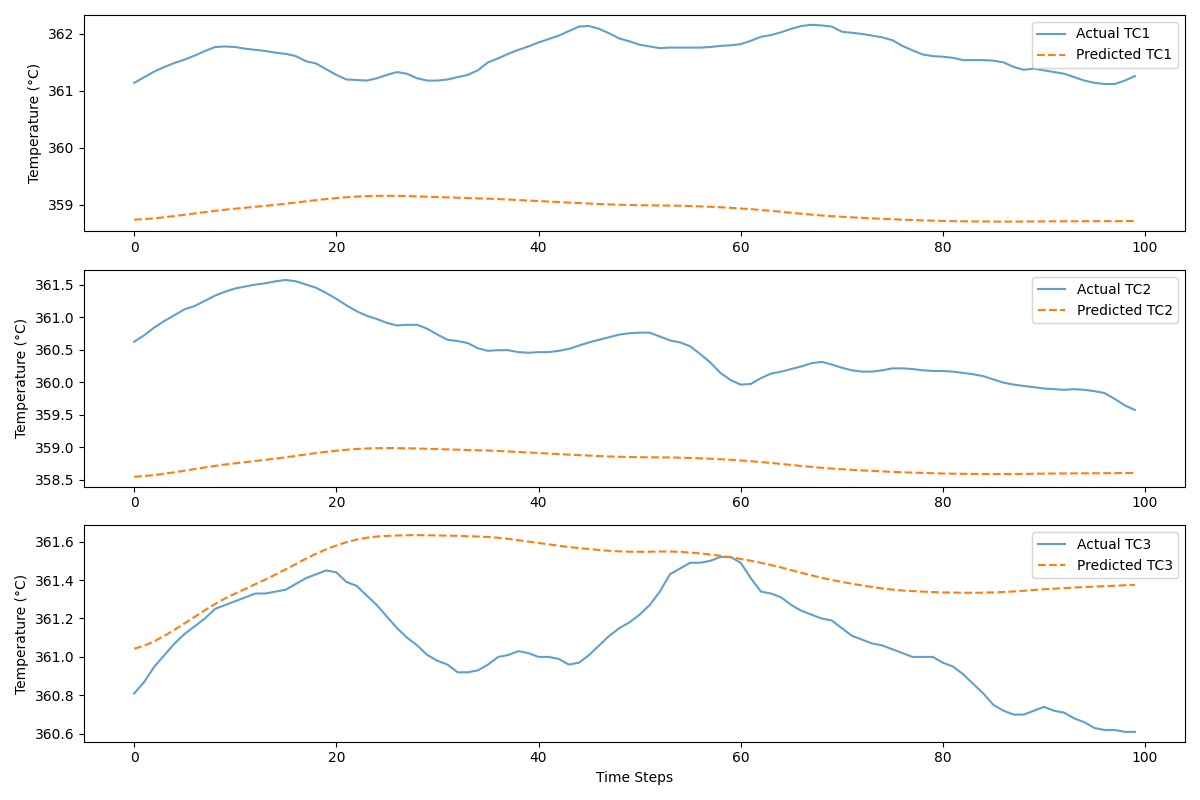 362
361
360
359
Temperature (°C)
Actual TC1
Predicted TC1
0 20 40 60 80 100
361.5
361.0
360.5
360.0
359.5
359.0
358.5
Temperature (°C)
Actual TC2
Predicted TC2
0 20 40 60 80 100
361.6
361.4
361.2
361.0
360.8
360.6
Temperature (°C)
Actual TC3
Predicted TC3
0 20 40 60 80 100
Time Steps